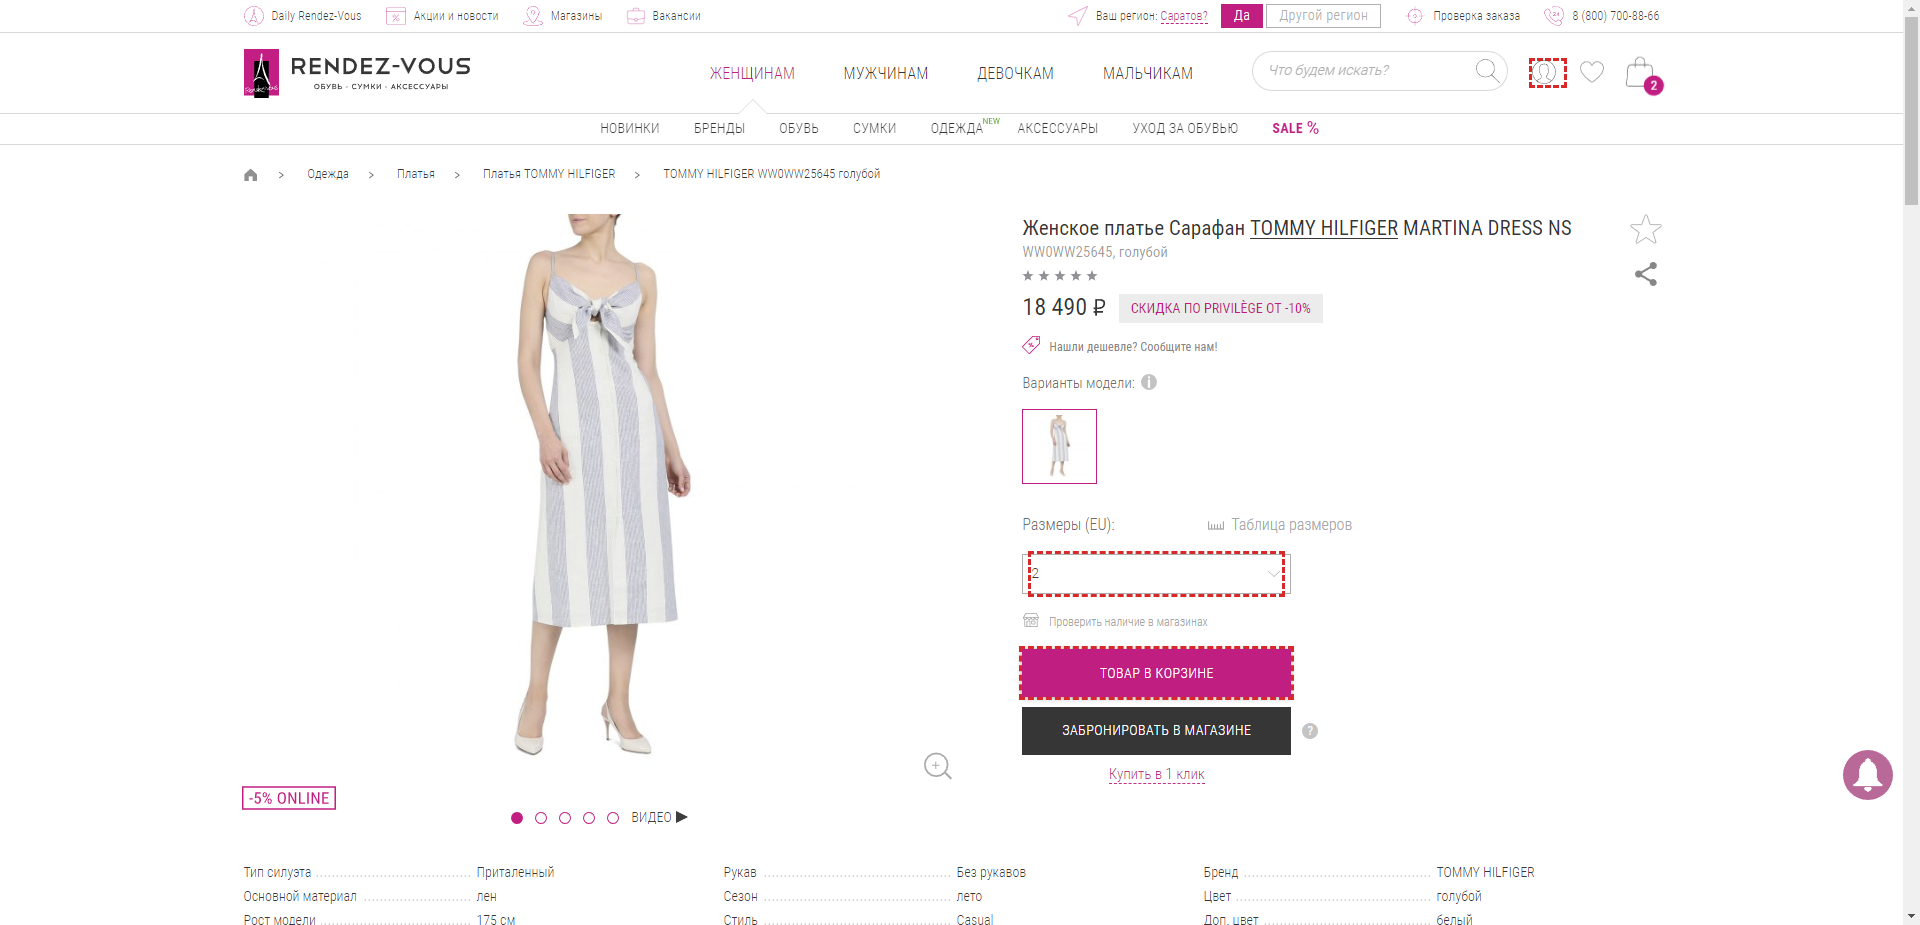 Daily Rendez-Vous Акции и новости Магазины Вакансии Ваш регион: Саратов? Да Другой регион Проверка заказа 8 (800) 700-88-66
RENDEZ-VOUS
ОБУВЬ · СУМКИ · АКСЕССУАРЫ
ЖЕНЩИНАМ МУЖЧИНАМ ДЕВОЧКАМ МАЛЬЧИКАМ Что будем искать?
2
НОВИНКИ БРЕНДЫ ОБУВЬ СУМКИ ОДЕЖДА NEW АКСЕССУАРЫ УХОД ЗА ОБУВЬЮ SALE %
> Одежда > Платья > Платья TOMMY HILFIGER > TOMMY HILFIGER WW0WW25645 голубой
Женское платье Сарафан TOMMY HILFIGER MARTINA DRESS NS
WW0WW25645, голубой
18 490 ₽ СКИДКА ПО PRIVILÈGE ОТ -10%
Нашли дешевле? Сообщите нам!
Варианты модели: i
Размеры (EU): Таблица размеров
2
Проверить наличие в магазинах
ТОВАР В КОРЗИНЕ
ЗАБРОНИРОВАТЬ В МАГАЗИНЕ ?
Купить в 1 клик
-5% ONLINE
ВИДЕО
Тип силуэта Приталенный Рукав Без рукавов Бренд TOMMY HILFIGER
Основной материал лен Сезон лето Цвет голубой
Рост модели 175 см Стиль Casual Доп. цвет белый